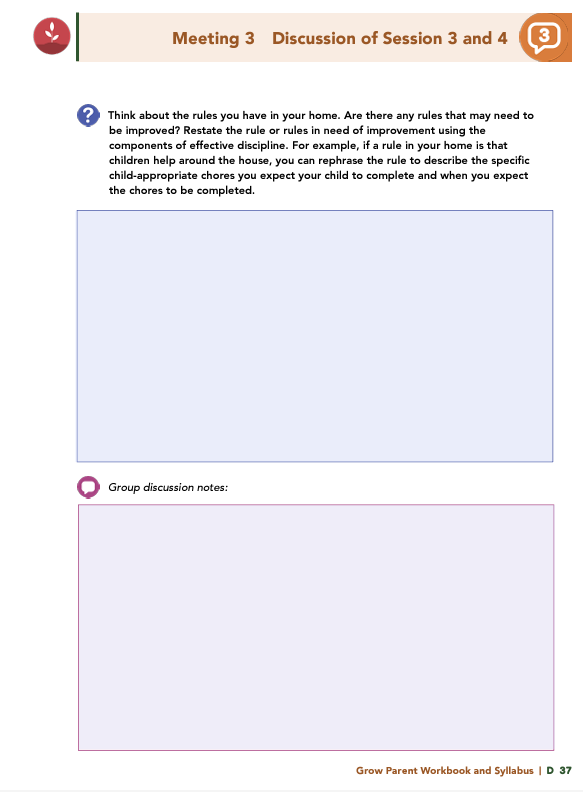 Meeting 3 Discussion of Session 3 and 4
3
?
Think about the rules you have in your home. Are there any rules that may need to
be improved? Restate the rule or rules in need of improvement using the
components of effective discipline. For example, if a rule in your home is that
children help around the house, you can rephrase the rule to describe the specific
child-appropriate chores you expect your child to complete and when you expect
the chores to be completed.
Group discussion notes:
Grow Parent Workbook and Syllabus | D 37